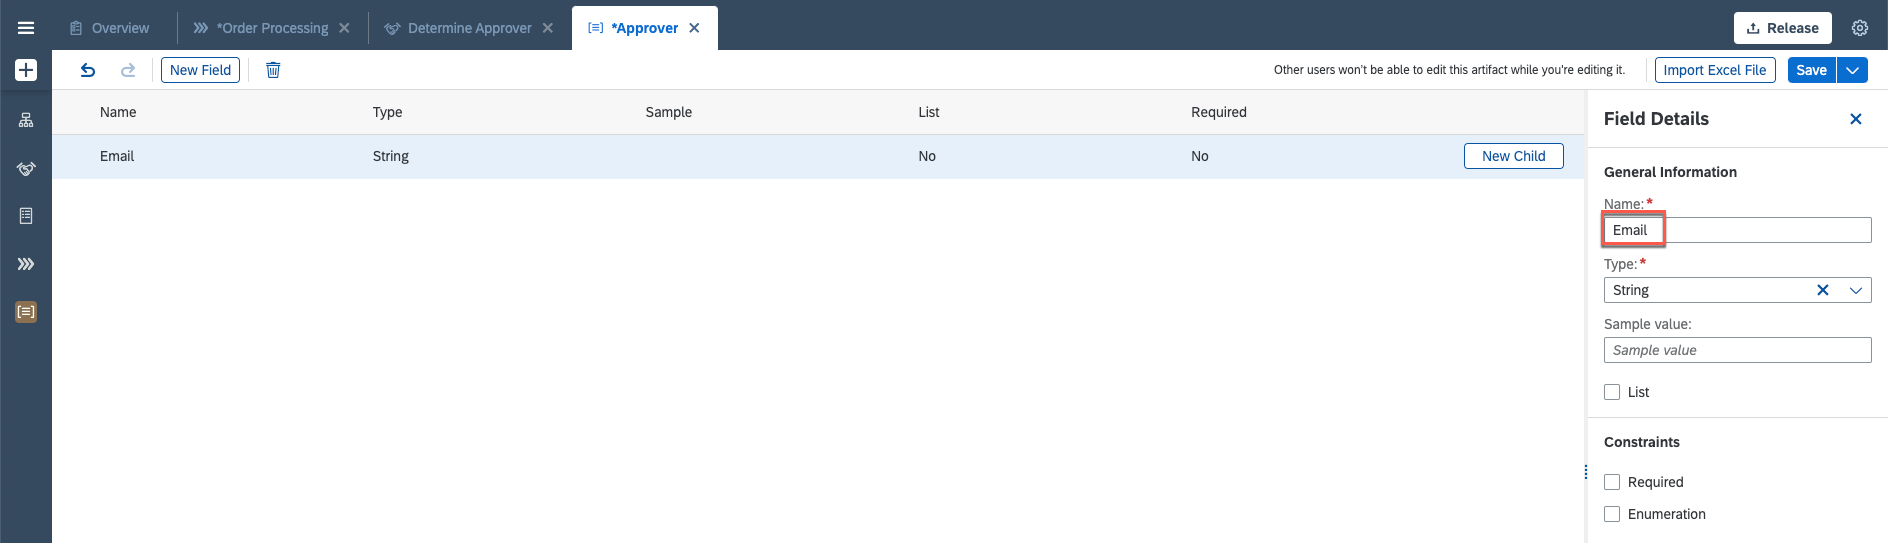 Overview
*Order Processing
Determine Approver
*Approver
Release
New Field
Other users won't be able to edit this artifact while you're editing it.
Import Excel File
Save
Name Type Sample List Required
Email String No No New Child
Field Details
General Information
Name:*
Email
Type:*
String
Sample value:
Sample value
List
Constraints
Required
Enumeration